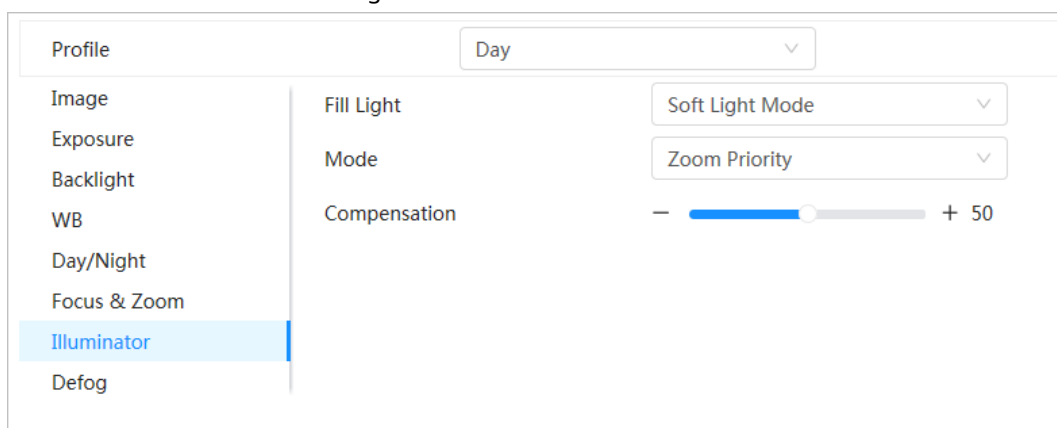 Profile Day
Image Fill Light Soft Light Mode
Exposure
Mode Zoom Priority
Backlight
WB Compensation − + 50
Day/Night
Focus & Zoom
Illuminator
Defog